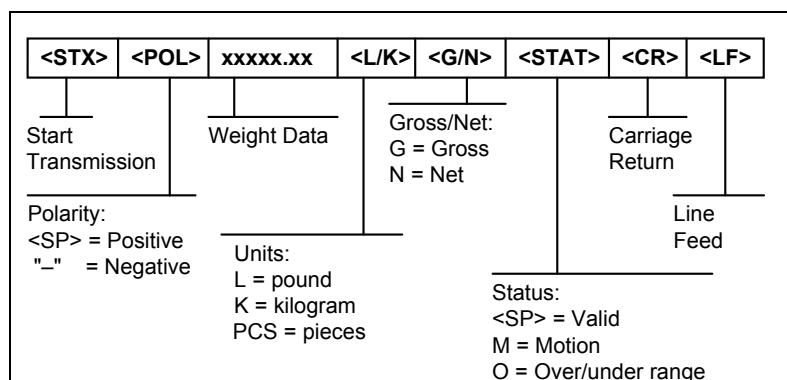 <STX> <POL> xxxxx.xx <L/K> <G/N> <STAT> <CR> <LF>
Start
Transmission
Weight Data
Gross/Net:
G = Gross
N = Net
Carriage
Return
Polarity:
<SP> = Positive
"–" = Negative
Units:
L = pound
K = kilogram
PCS = pieces
Line
Feed
Status:
<SP> = Valid
M = Motion
O = Over/under range